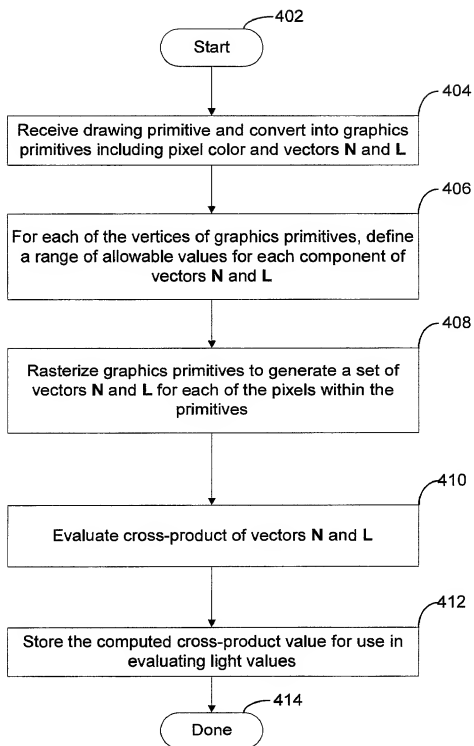 402
Start
404
Receive drawing primitive and convert into graphics
primitives including pixel color and vectors N and L
406
For each of the vertices of graphics primitives, define
a range of allowable values for each component of
vectors N and L
408
Rasterize graphics primitives to generate a set of
vectors N and L for each of the pixels within the
primitives
410
Evaluate cross-product of vectors N and L
412
Store the computed cross-product value for use in
evaluating light values
414
Done